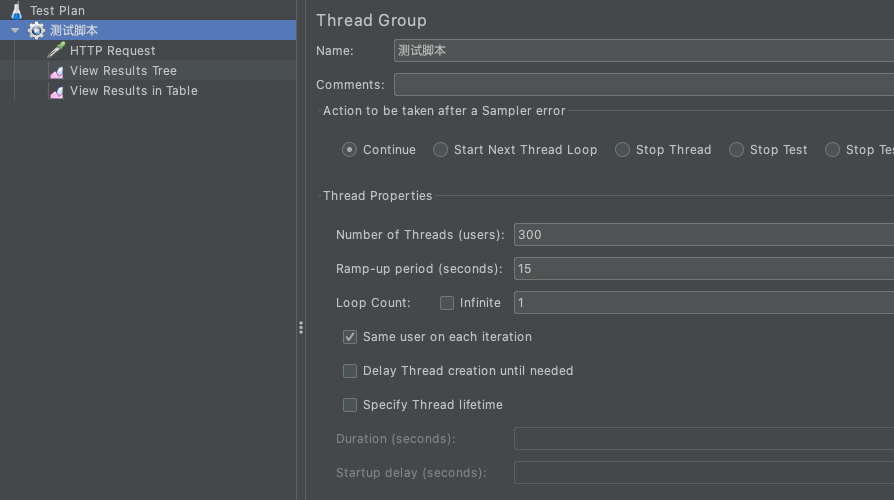 Test Plan
测试脚本
HTTP Request
View Results Tree
View Results in Table
Thread Group
Name: 测试脚本
Comments:
Action to be taken after a Sampler error
Continue Start Next Thread Loop Stop Thread Stop Test Stop Tes
Thread Properties
Number of Threads (users): 300
Ramp-up period (seconds): 15
Loop Count: Infinite 1
Same user on each iteration
Delay Thread creation until needed
Specify Thread lifetime
Duration (seconds):
Startup delay (seconds):